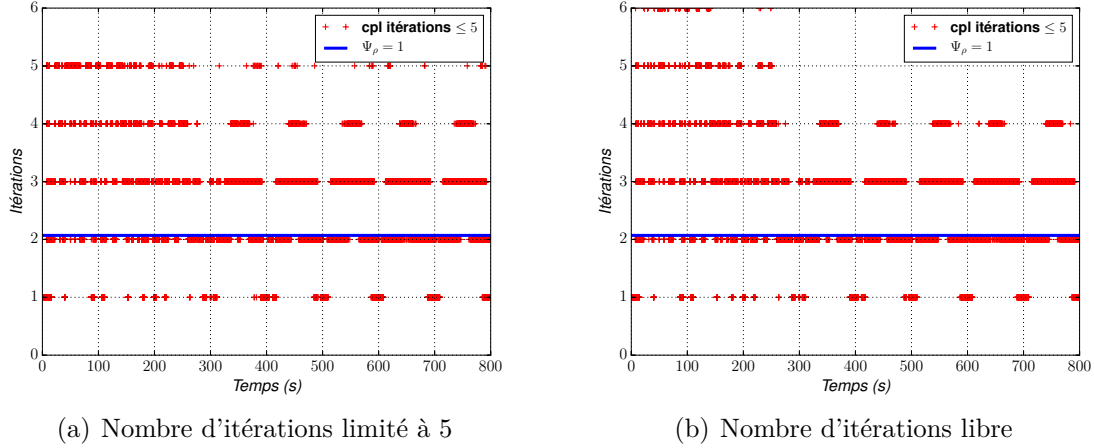 6
5
4
3
2
1
0
Itérations
0 100 200 300 400 500 600 700 800
Temps (s)
cpl itérations ≤ 5
Ψρ = 1
(a) Nombre d'itérations limité à 5
6
5
4
3
2
1
0
Itérations
0 100 200 300 400 500 600 700 800
Temps (s)
cpl itérations ≤ 5
Ψρ = 1
(b) Nombre d'itérations libre